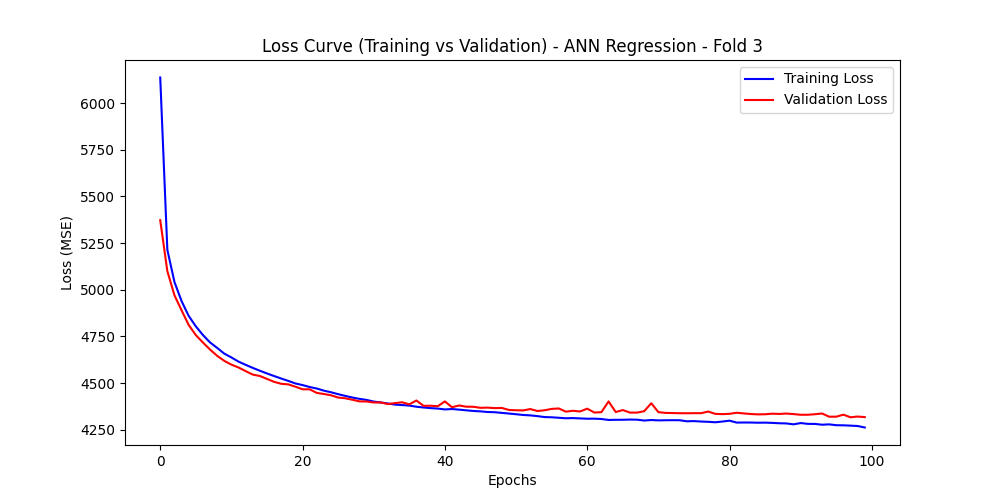 Loss Curve (Training vs Validation) - ANN Regression - Fold 3
Training Loss
Validation Loss
Loss (MSE)
6000
5750
5500
5250
5000
4750
4500
4250
0
20
40
60
80
100
Epochs